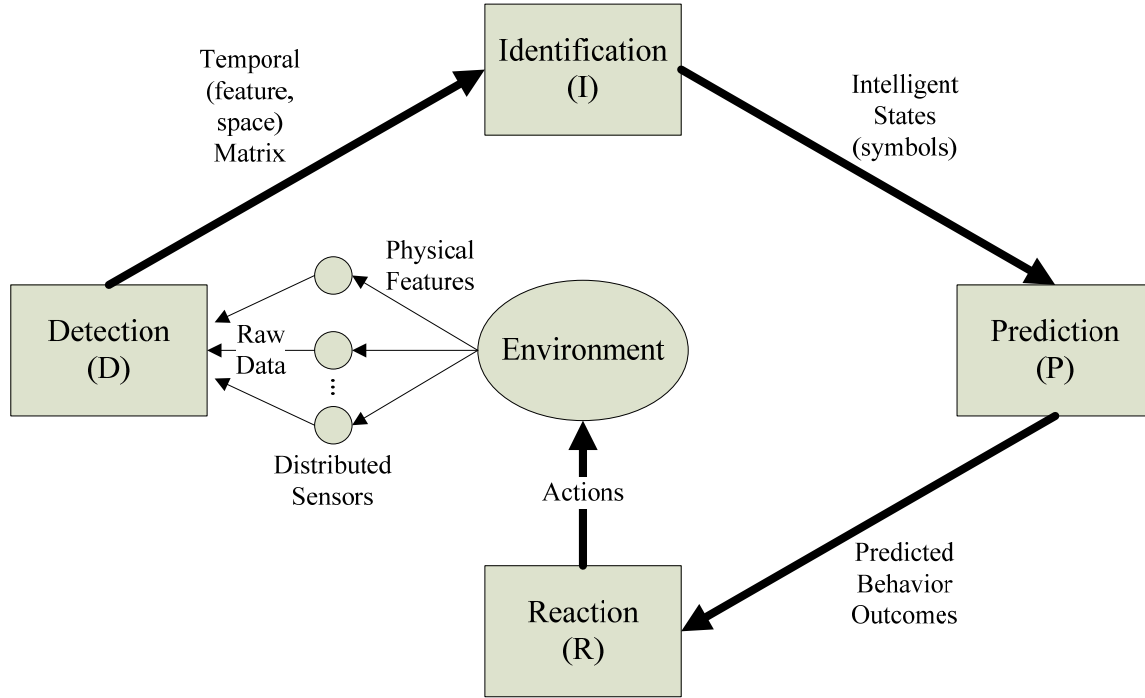 Identification
(I)
Temporal
(feature,
space)
Matrix
Intelligent
States
(symbols)
Physical
Features
Detection
(D)
Raw
Data
...
Environment
Prediction
(P)
Distributed
Sensors
Actions
Predicted
Behavior
Outcomes
Reaction
(R)